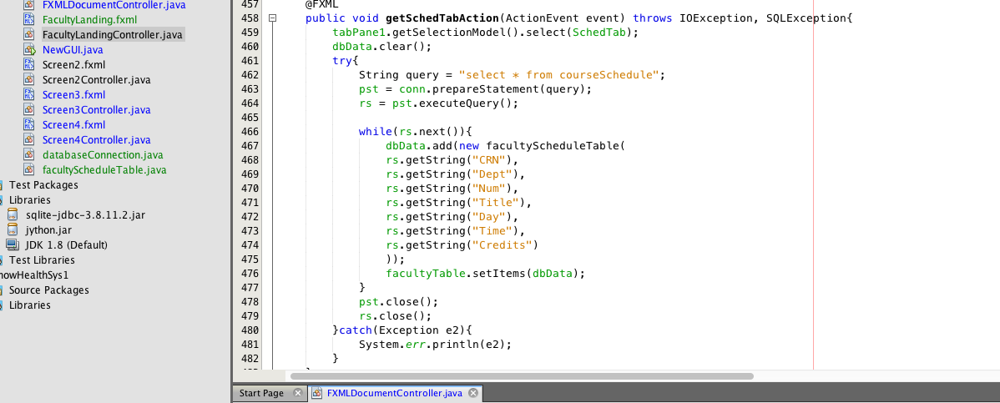 FXMLDocumentController.java
FacultyLanding.fxml
FacultyLandingController.java
NewGUI.java
Screen2.fxml
Screen2Controller.java
Screen3.fxml
Screen3Controller.java
Screen4.fxml
Screen4Controller.java
databaseConnection.java
facultyScheduleTable.java
Test Packages
Libraries
sqlite-jdbc-3.8.11.2.jar
jython.jar
JDK 1.8 (Default)
Test Libraries
nowHealthSys1
Source Packages
Libraries
457 @FXML
458 public void getSchedTabAction(ActionEvent event) throws IOException, SQLException{
459 tabPane1.getSelectionModel().select(SchedTab);
460 dbData.clear();
461 try{
462 String query = "select * from courseSchedule";
463 pst = conn.prepareStatement(query);
464 rs = pst.executeQuery();
465
466 while(rs.next()){
467 dbData.add(new facultyScheduleTable(
468 rs.getString("CRN"),
469 rs.getString("Dept"),
470 rs.getString("Num"),
471 rs.getString("Title"),
472 rs.getString("Day"),
473 rs.getString("Time"),
474 rs.getString("Credits")
475 ));
476 facultyTable.setItems(dbData);
477 }
478 pst.close();
479 rs.close();
480 }catch(Exception e2){
481 System.err.println(e2);
482 }
Start Page
FXMLDocumentController.java